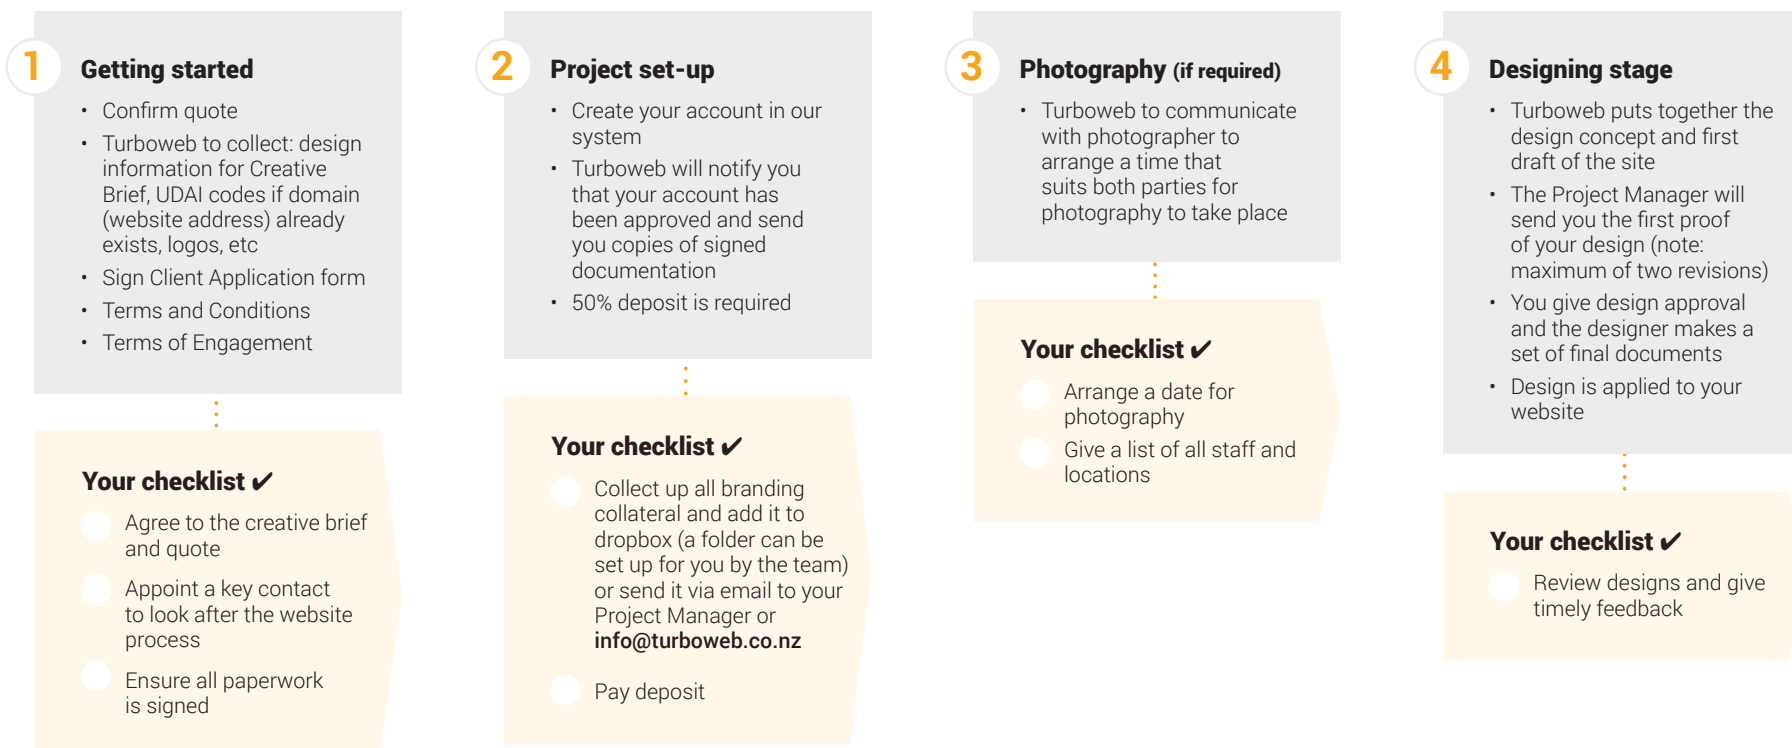 1
Getting started
• Confirm quote
• Turboweb to collect: design
information for Creative
Brief, UDAI codes if domain
(website address) already
exists, logos, etc
• Sign Client Application form
• Terms and Conditions
• Terms of Engagement
Your checklist ✔
Agree to the creative brief
and quote
Appoint a key contact
to look after the website
process
Ensure all paperwork
is signed
2
Project set-up
• Create your account in our
system
• Turboweb will notify you
that your account has
been approved and send
you copies of signed
documentation
• 50% deposit is required
Your checklist ✔
Collect up all branding
collateral and add it to
dropbox (a folder can be
set up for you by the team)
or send it via email to your
Project Manager or
info@turboweb.co.nz
Pay deposit
3
Photography (if required)
• Turboweb to communicate
with photographer to
arrange a time that
suits both parties for
photography to take place
Your checklist ✔
Arrange a date for
photography
Give a list of all staff and
locations
4
Designing stage
• Turboweb puts together the
design concept and first
draft of the site
• The Project Manager will
send you the first proof
of your design (note:
maximum of two revisions)
• You give design approval
and the designer makes a
set of final documents
• Design is applied to your
website
Your checklist ✔
Review designs and give
timely feedback